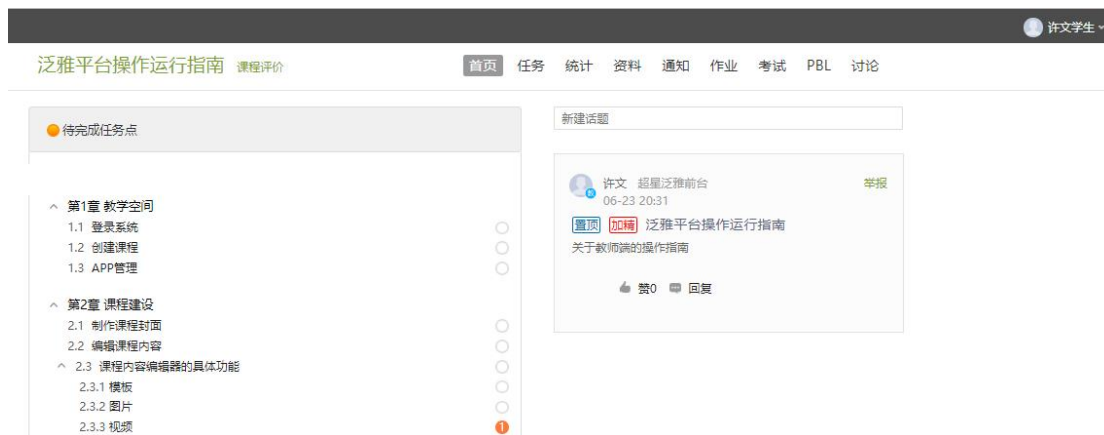 许文学生
泛雅平台操作运行指南 课程评价
首页 任务 统计 资料 通知 作业 考试 PBL 讨论
待完成任务点
第1章 教学空间
1.1 登录系统
1.2 创建课程
1.3 APP管理
第2章 课程建设
2.1 制作课程封面
2.2 编辑课程内容
2.3 课程内容编辑器的具体功能
2.3.1 模板
2.3.2 图片
2.3.3 视频 1
新建话题
许文 超星泛雅前台 举报
06-23 20:31
置顶 加精 泛雅平台操作运行指南
关于教师端的操作指南
赞0 回复